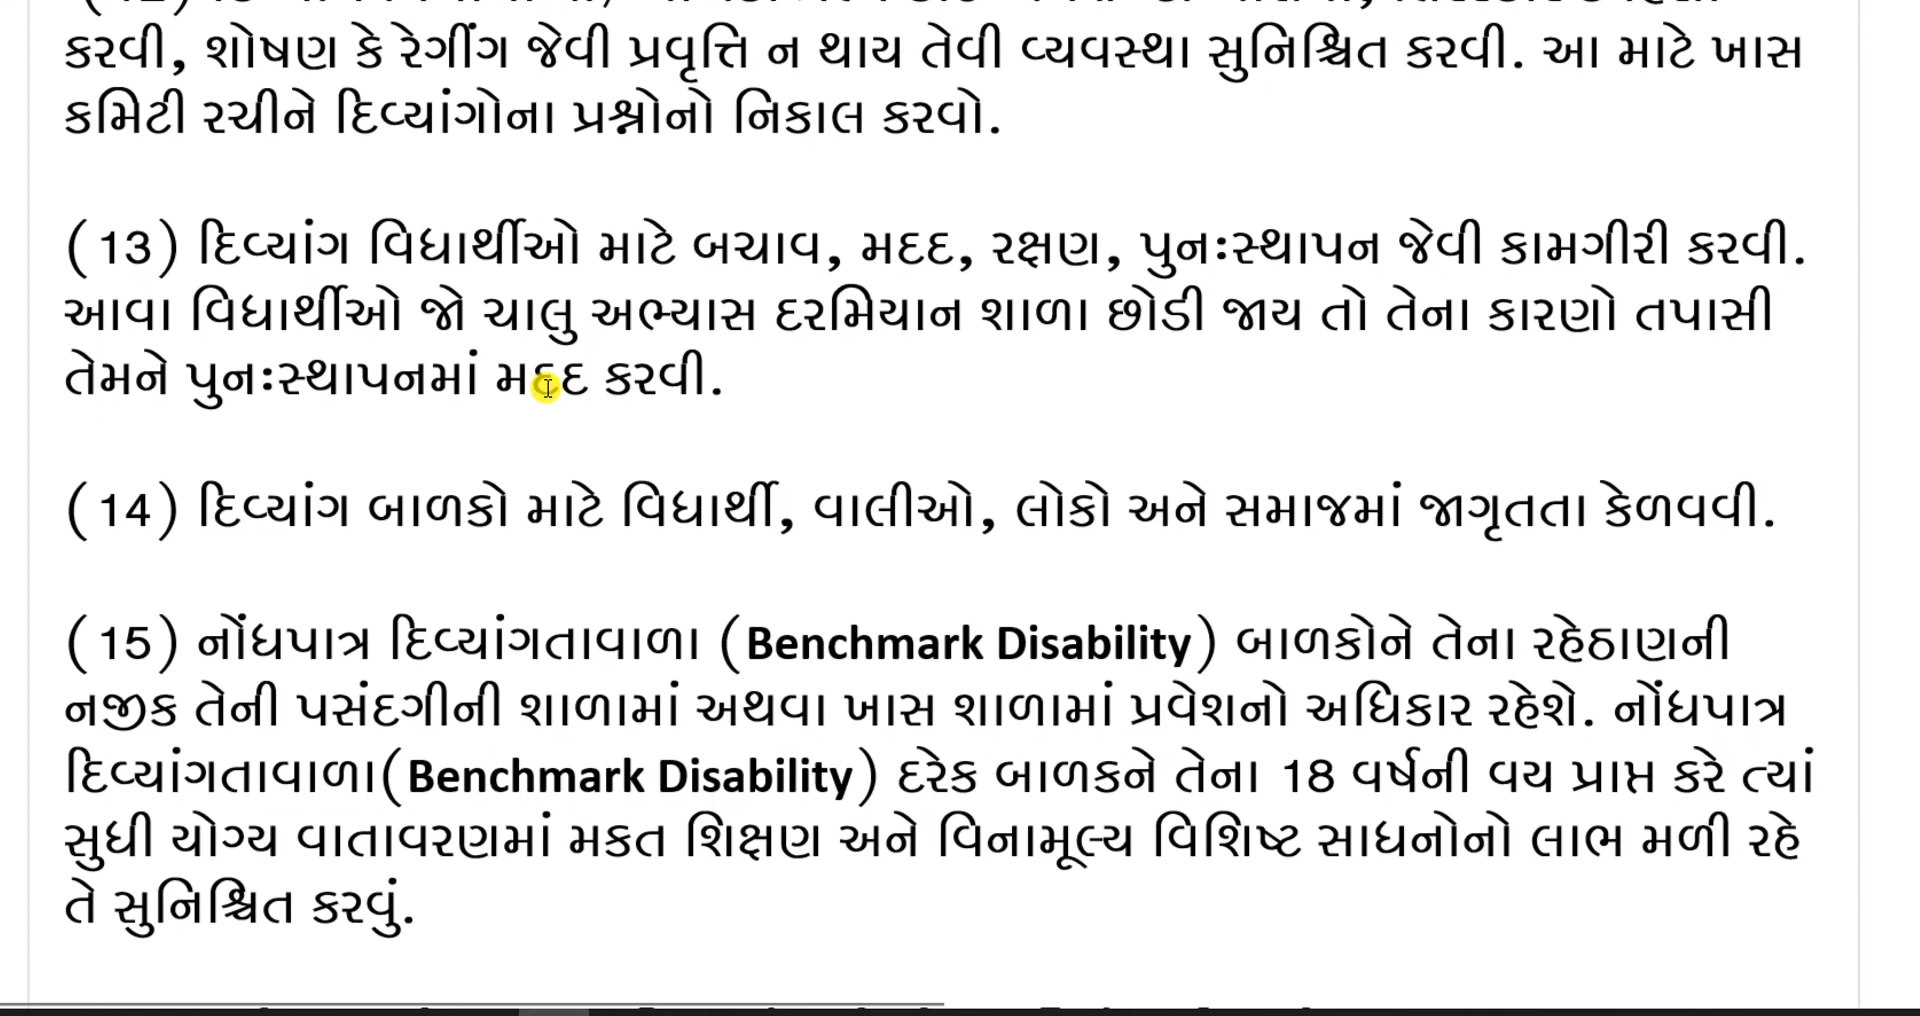 કરવી, શોષણ કે રેગીંગ જેવી પ્રવૃત્તિ ન થાય તેવી વ્યવસ્થા સુનિશ્ચિત કરવી. આ માટે ખાસ
કમિટી રચીને દિવ્યાંગોના પ્રશ્નોનો નિકાલ કરવો.
(13) દિવ્યાંગ વિદ્યાર્થીઓ માટે બચાવ, મદદ, રક્ષણ, પુનઃસ્થાપન જેવી કામગીરી કરવી.
આવા વિદ્યાર્થીઓ જો ચાલુ અભ્યાસ દરમિયાન શાળા છોડી જાય તો તેના કારણો તપાસી
તેમને પુનઃસ્થાપનમાં મદદ કરવી.
(14) દિવ્યાંગ બાળકો માટે વિદ્યાર્થી, વાલીઓ, લોકો અને સમાજમાં જાગૃતતા કેળવવી.
(15) નોંધપાત્ર દિવ્યાંગતાવાળા (Benchmark Disability) બાળકોને તેના રહેઠાણની
નજીક તેની પસંદગીની શાળામાં અથવા ખાસ શાળામાં પ્રવેશનો અધિકાર રહેશે. નોંધપાત્ર
દિવ્યાંગતાવાળા(Benchmark Disability) દરેક બાળકને તેના 18 વર્ષની વય પ્રાપ્ત કરે ત્યાં
સુધી યોગ્ય વાતાવરણમાં મફત શિક્ષણ અને વિનામૂલ્ય વિશિષ્ટ સાધનોનો લાભ મળી રહે
તે સુનિશ્ચિત કરવું.